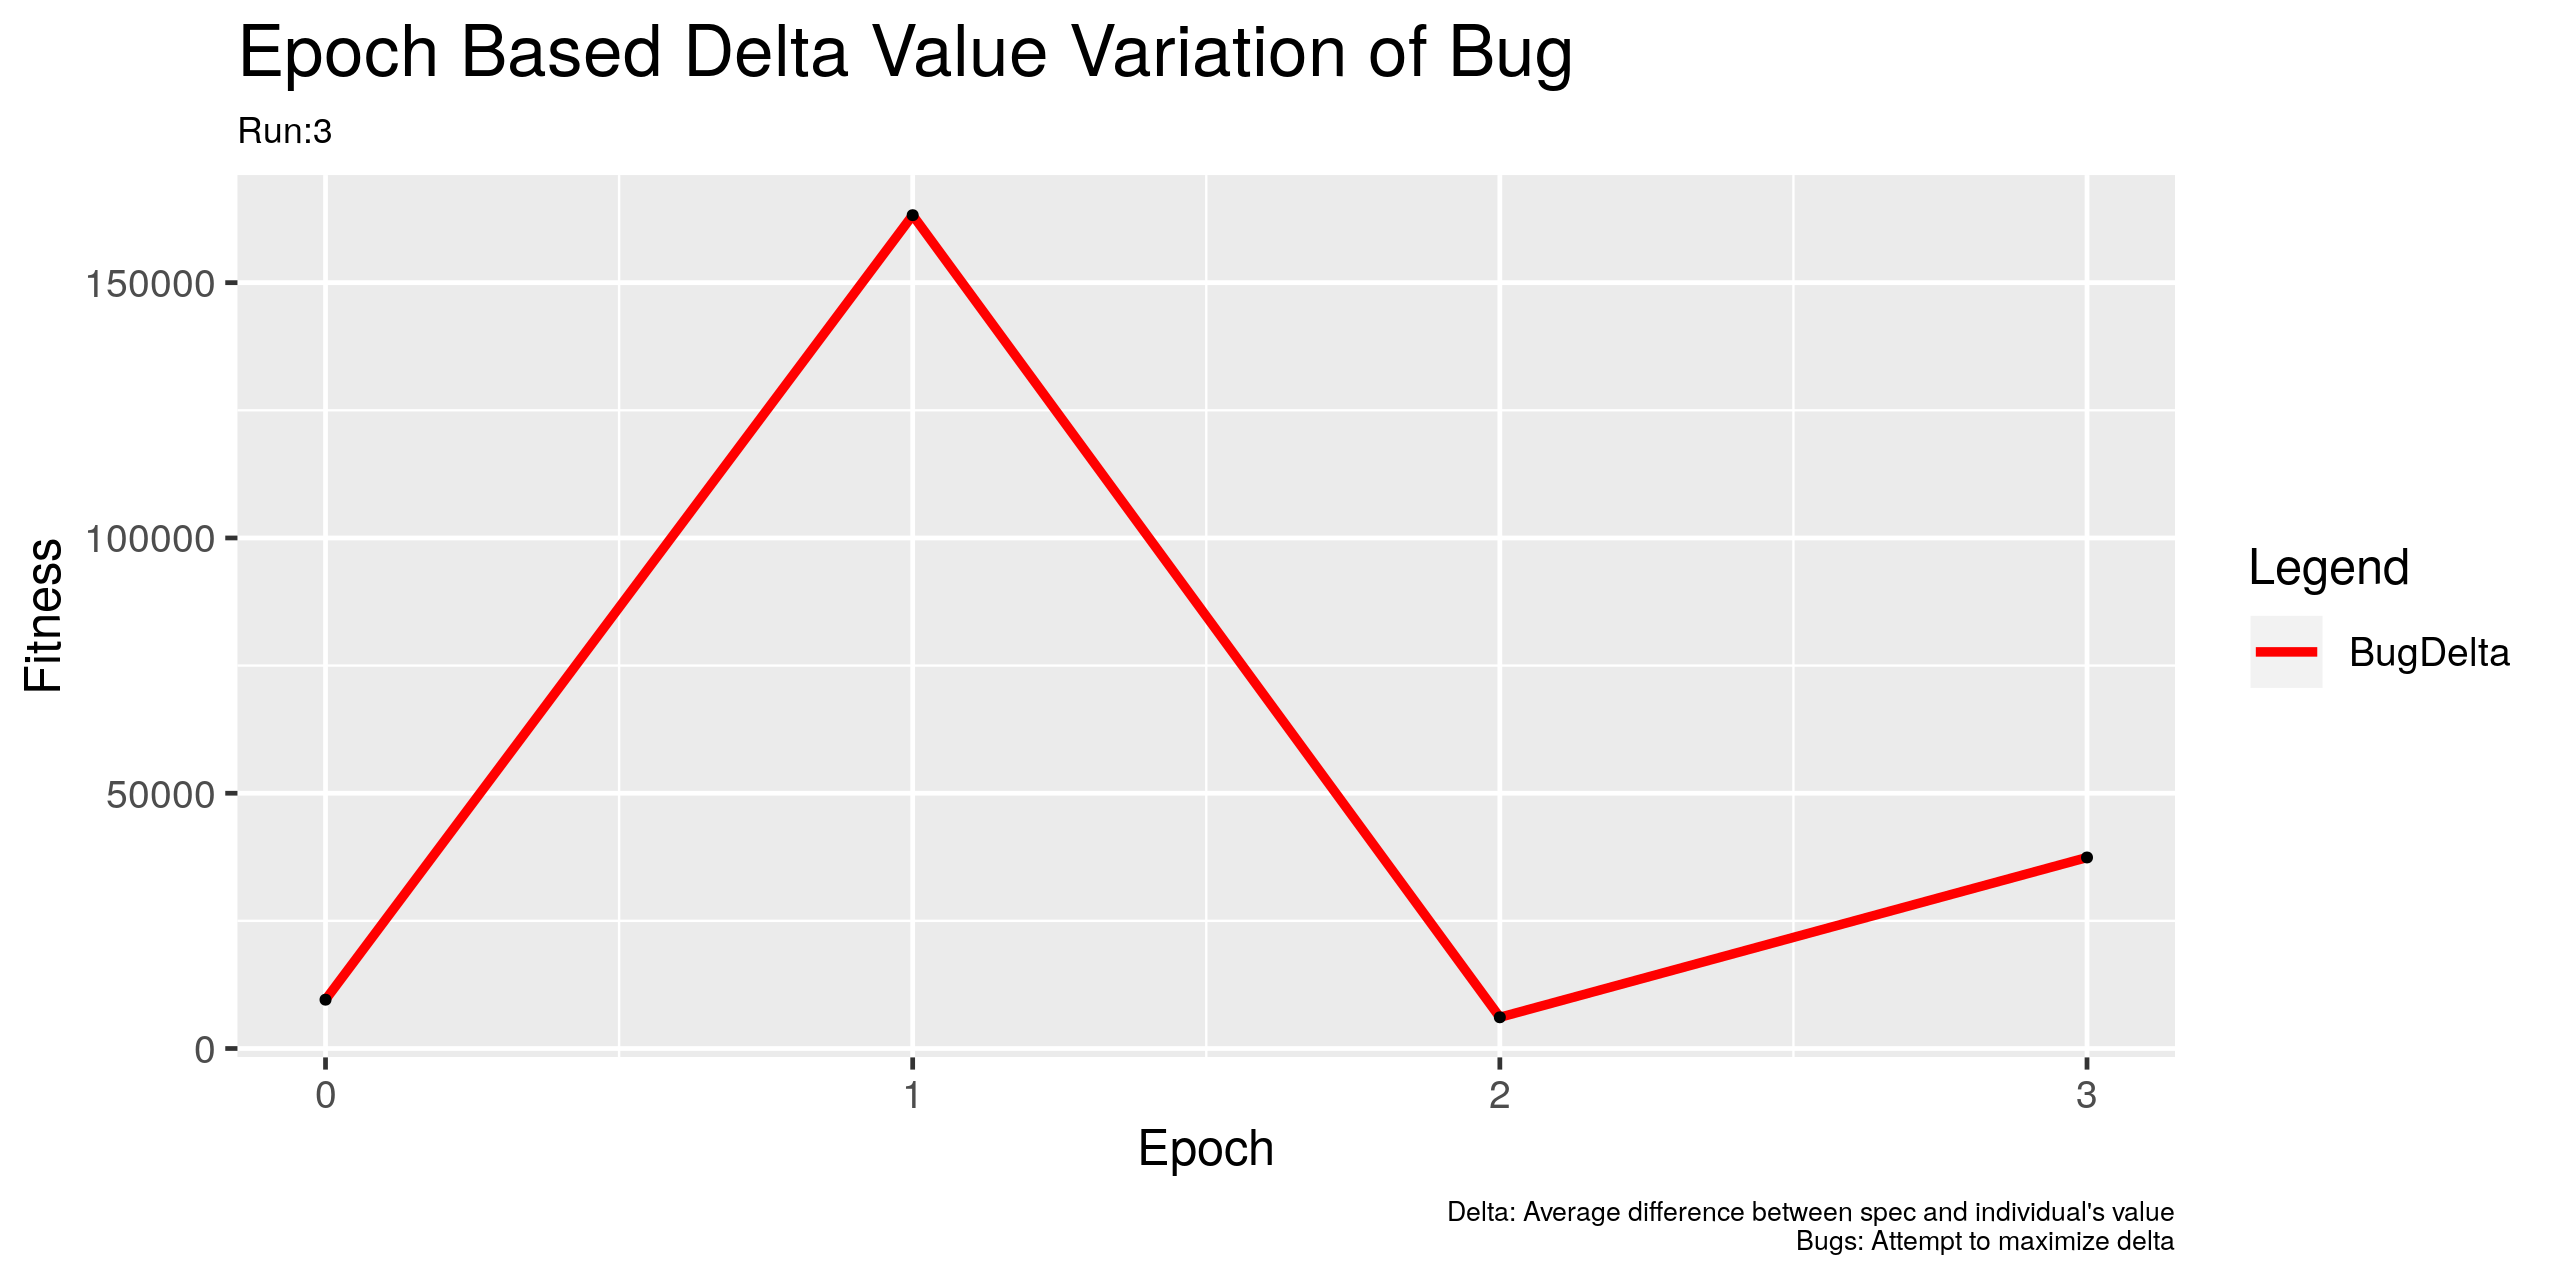 Epoch Based Delta Value Variation of Bug
Run:3
150000
100000
50000
0
Fitness
0
1
2
3
Epoch
Legend
BugDelta
Delta: Average difference between spec and individual's value
Bugs: Attempt to maximize delta